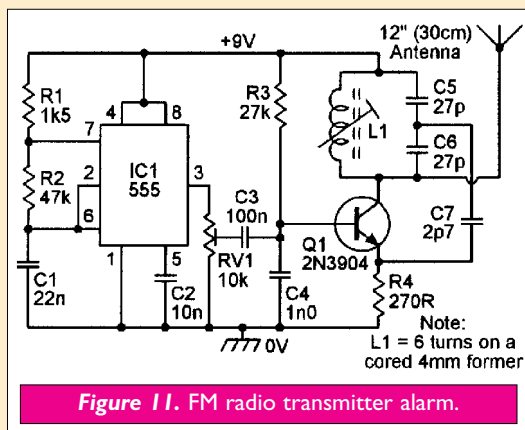 12" (30cm)
Antenna
+9V
R1
1k5
R3
27k
C5
27p
4
8
7
L1
C6
27p
R2
47k
2
IC1
555
3
C3
100n
C7
2p7
6
Q1
2N3904
1
5
RV1
10k
C1
22n
C2
10n
C4
1n0
R4
270R
0V
Note:
L1 = 6 turns on a
cored 4mm former
Figure 11. FM radio transmitter alarm.